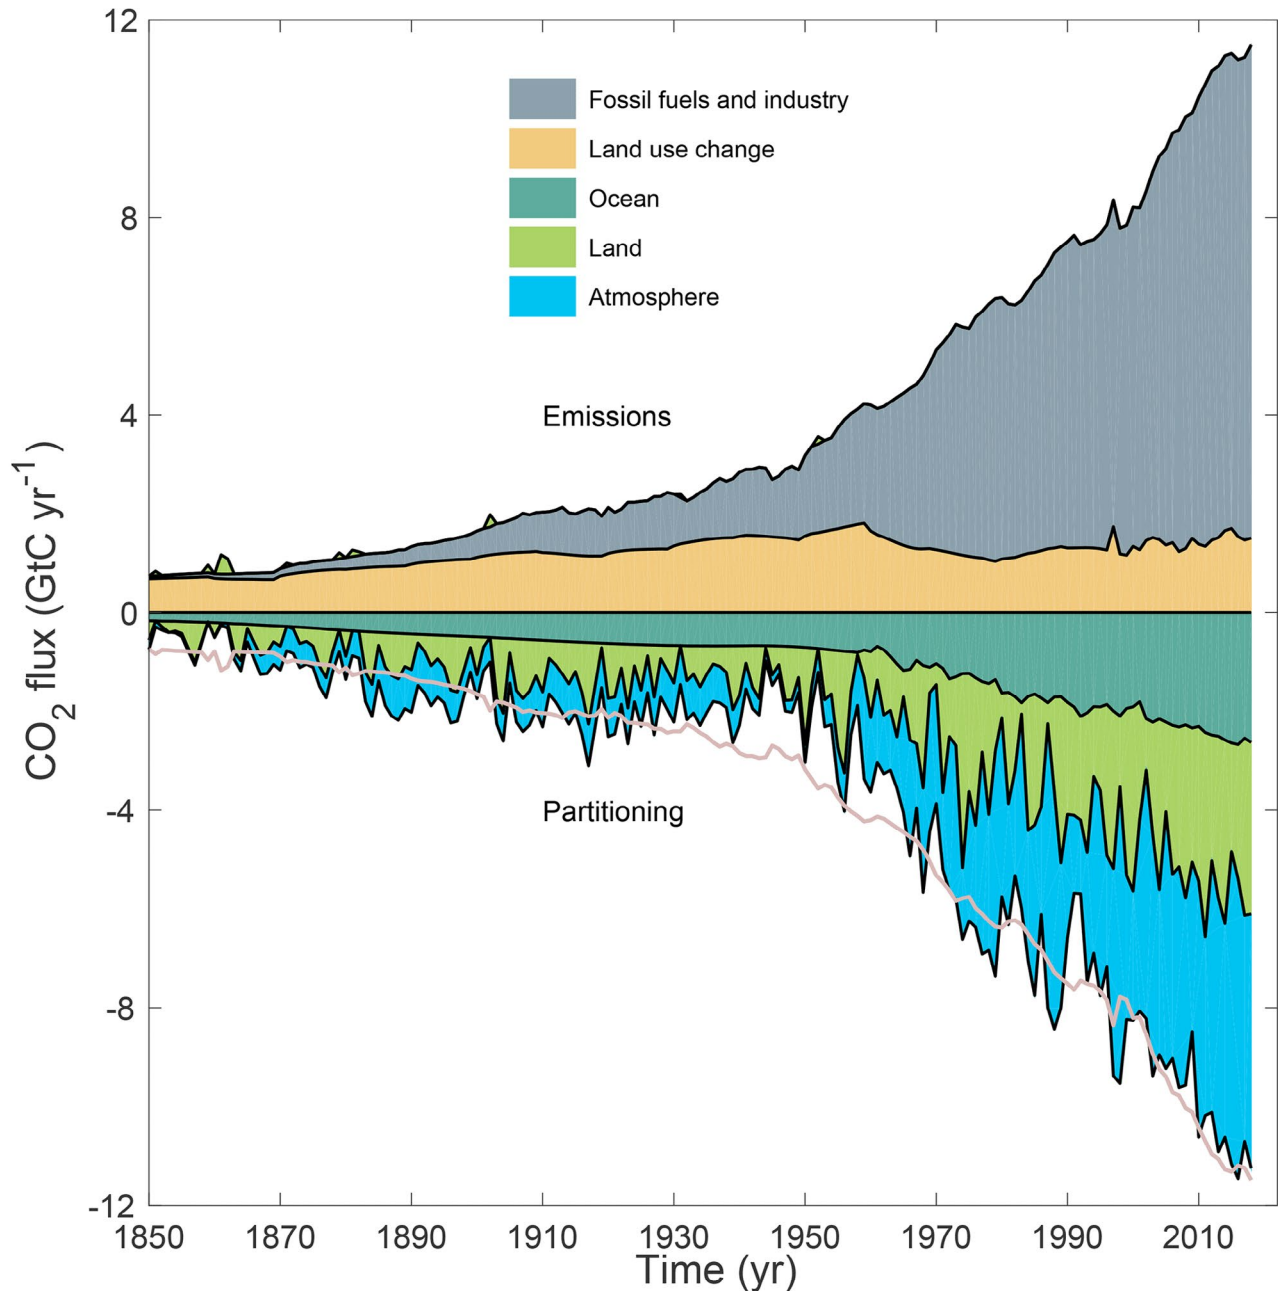 12
8
4
0
-4
-8
-12
CO2 flux (GtC yr-1)
Fossil fuels and industry
Land use change
Ocean
Land
Atmosphere
Emissions
Partitioning
1850 1870 1890 1910 1930 1950 1970 1990 2010
Time (yr)